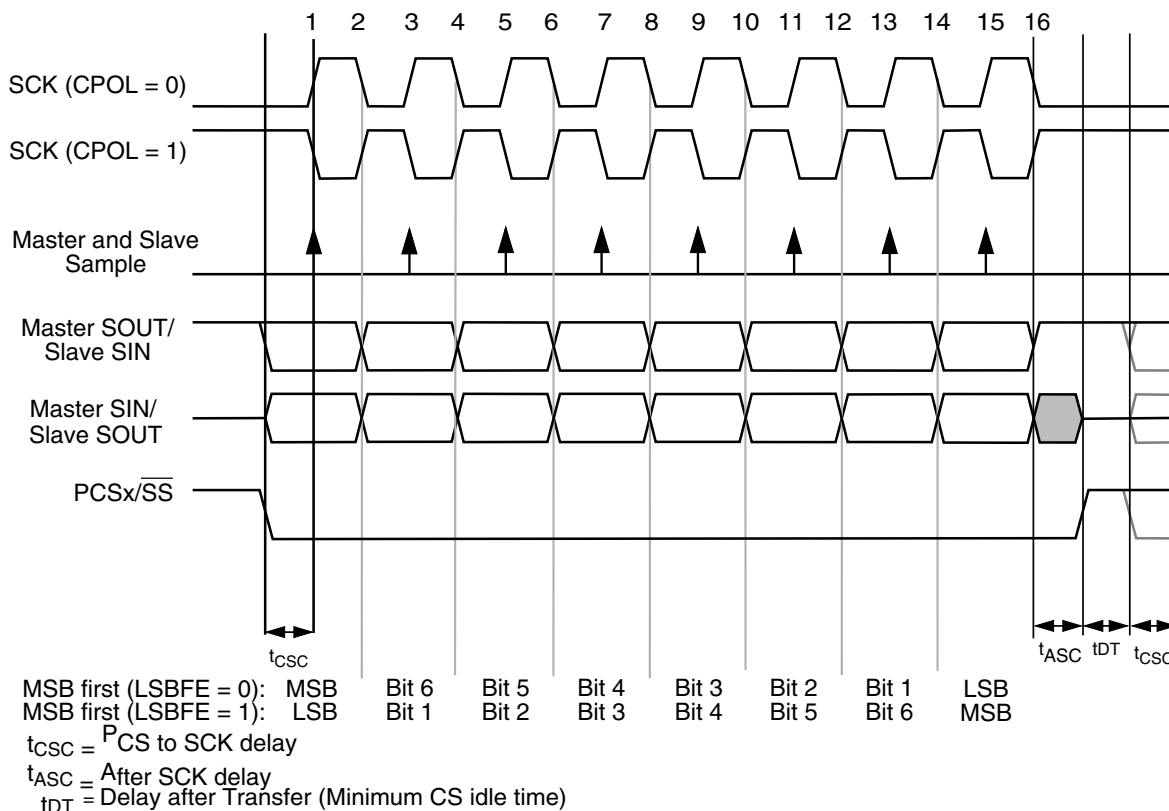 1 2 3 4 5 6 7 8 9 10 11 12 13 14 15 16
SCK (CPOL = 0)
SCK (CPOL = 1)
Master and Slave
Sample
Master SOUT/
Slave SIN
Master SIN/
Slave SOUT
PCSx/SS
tCSC tASC tDT tCSC
MSB first (LSBFE = 0): MSB Bit 6 Bit 5 Bit 4 Bit 3 Bit 2 Bit 1 LSB
MSB first (LSBFE = 1): LSB Bit 1 Bit 2 Bit 3 Bit 4 Bit 5 Bit 6 MSB
tCSC = PCS to SCK delay
tASC = After SCK delay
tDT = Delay after Transfer (Minimum CS idle time)